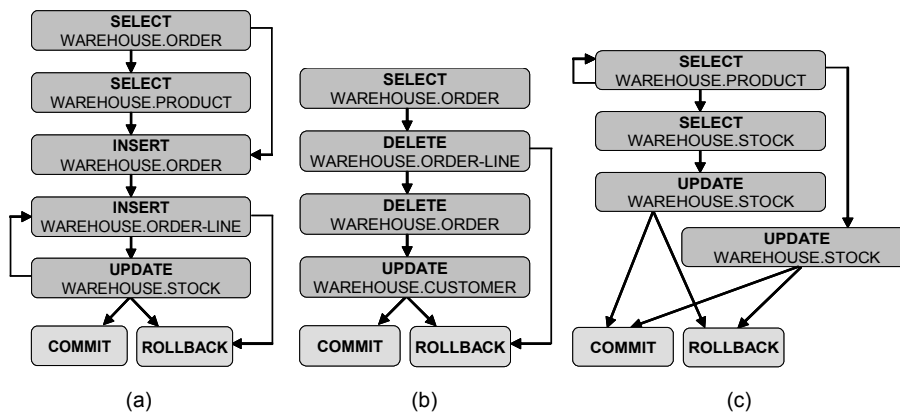 SELECT
WAREHOUSE.ORDER
SELECT
WAREHOUSE.PRODUCT
INSERT
WAREHOUSE.ORDER
INSERT
WAREHOUSE.ORDER-LINE
UPDATE
WAREHOUSE.STOCK
COMMIT
ROLLBACK
(a)
SELECT
WAREHOUSE.ORDER
DELETE
WAREHOUSE.ORDER-LINE
DELETE
WAREHOUSE.ORDER
UPDATE
WAREHOUSE.CUSTOMER
COMMIT
ROLLBACK
(b)
SELECT
WAREHOUSE.PRODUCT
SELECT
WAREHOUSE.STOCK
UPDATE
WAREHOUSE.STOCK
UPDATE
WAREHOUSE.STOCK
COMMIT
ROLLBACK
(c)